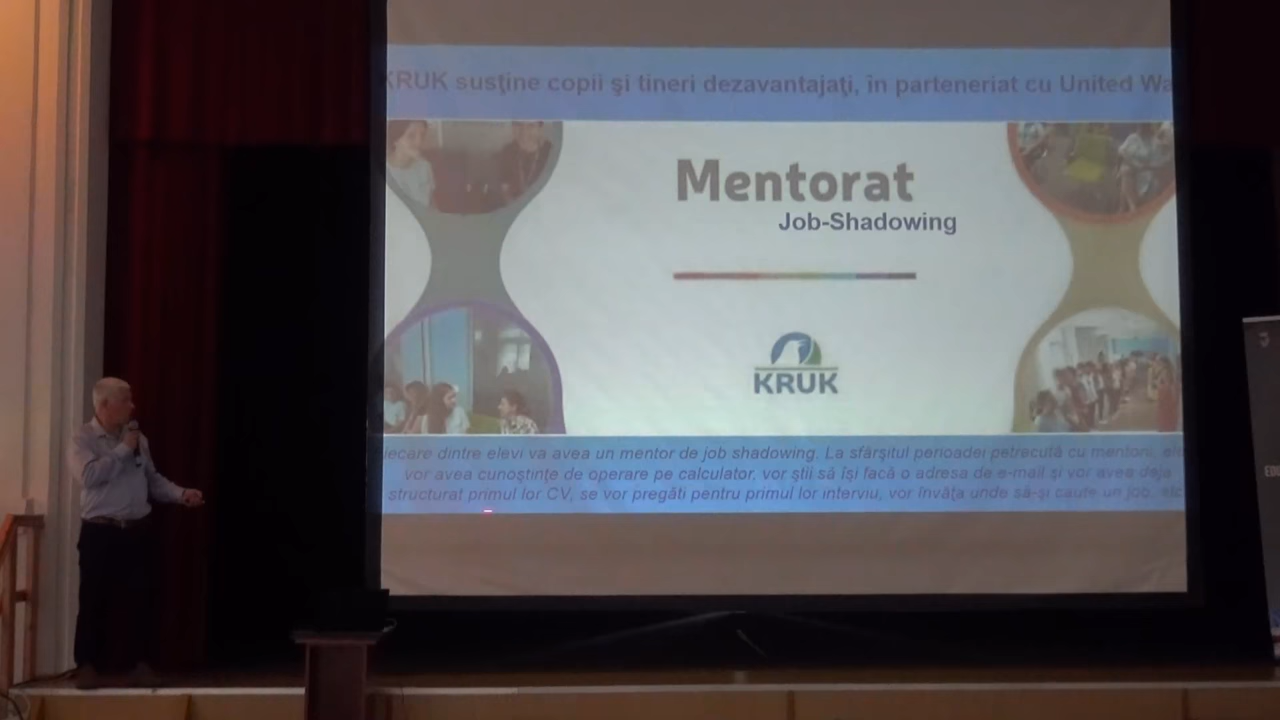 KRUK susţine copii şi tineri dezavantajaţi, în parteneriat cu United Wa
Mentorat
Job-Shadowing
KRUK
iecare dintre elevi va avea un mentor de job shadowing. La sfârşitul perioadei petrecută cu mentorii, ele
vor avea cunoştinţe de operare pe calculator, vor ştii să îşi facă o adresa de e-mail şi vor avea deja
structurat primul lor CV, se vor pregăti pentru primul lor interviu, vor învăţa unde să-şi caute un job, etc